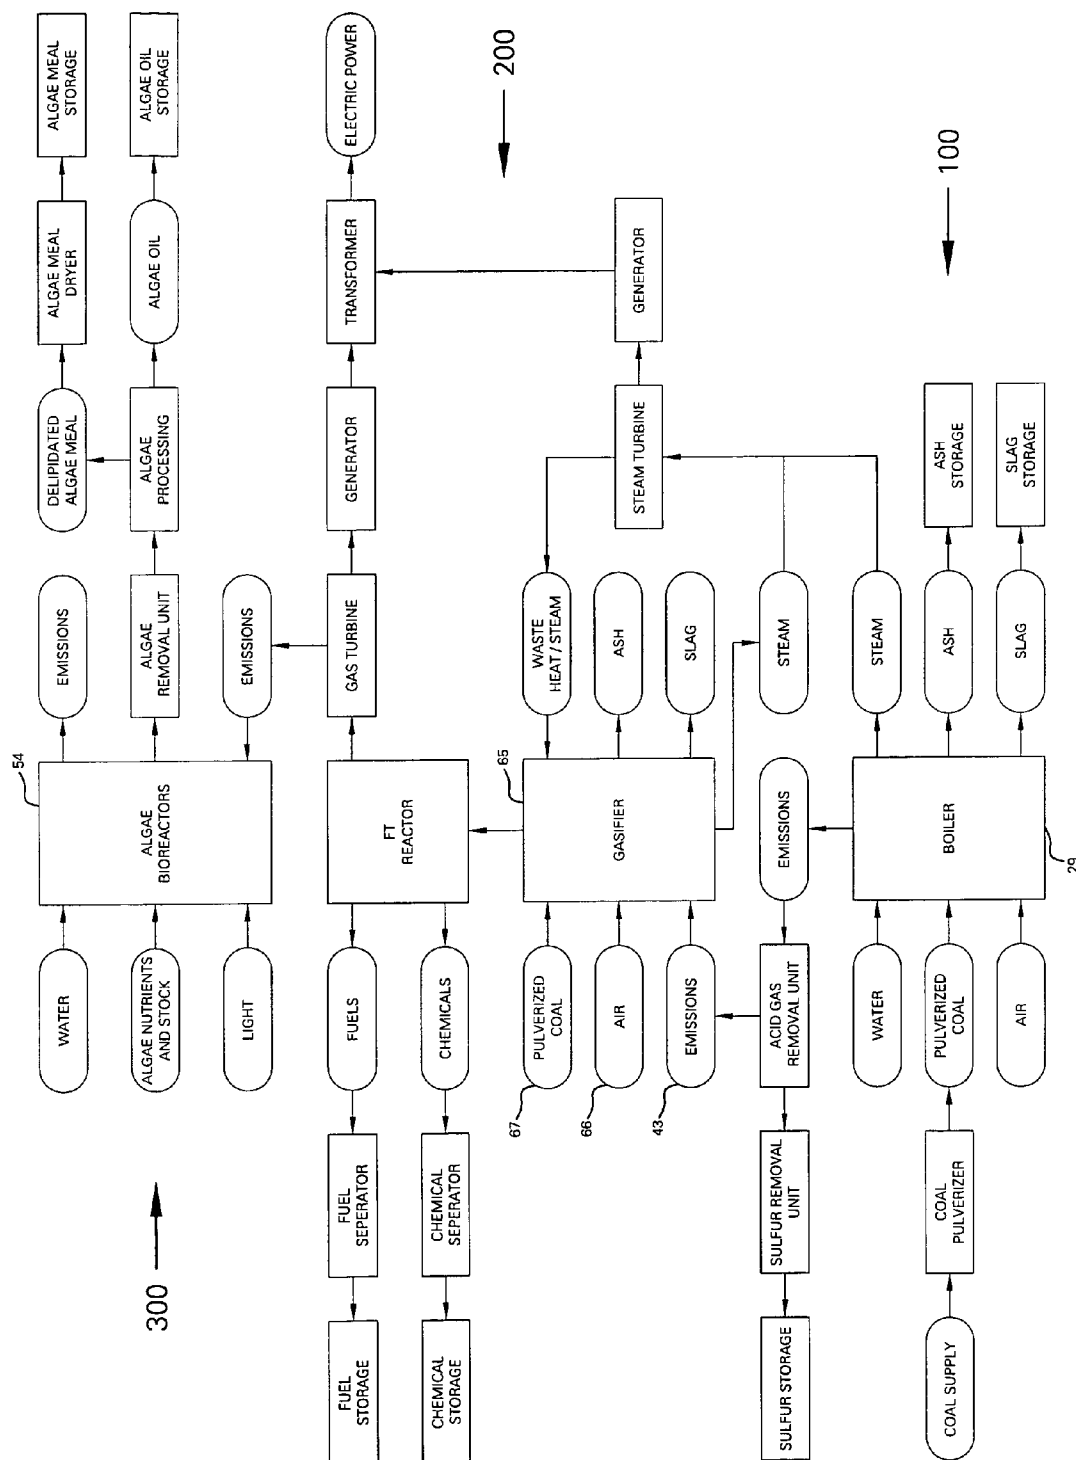 300
WATER
ALGAE NUTRIENTS
AND STOCK
LIGHT
54
ALGAE
BIOREACTORS
EMISSIONS
ALGAE
REMOVAL UNIT
EMISSIONS
DELIPIDATED
ALGAE MEAL
ALGAE
PROCESSING
ALGAE MEAL
DRYER
ALGAE OIL
ALGAE MEAL
STORAGE
ALGAE OIL
STORAGE
200
FUEL
STORAGE
CHEMICAL
STORAGE
FUEL
SEPERATOR
CHEMICAL
SEPERATOR
FUELS
CHEMICALS
FT
REACTOR
GAS TURBINE
GENERATOR
TRANSFORMER
ELECTRIC POWER
67
PULVERIZED
COAL
66
AIR
43
EMISSIONS
65
GASIFIER
WASTE
HEAT / STEAM
ASH
SLAG
STEAM
STEAM TURBINE
GENERATOR
100
SULFUR STORAGE
SULFUR REMOVAL
UNIT
ACID GAS
REMOVAL UNIT
EMISSIONS
COAL SUPPLY
COAL
PULVERIZER
WATER
PULVERIZED
COAL
AIR
BOILER
29
STEAM
ASH
SLAG
ASH
STORAGE
SLAG
STORAGE